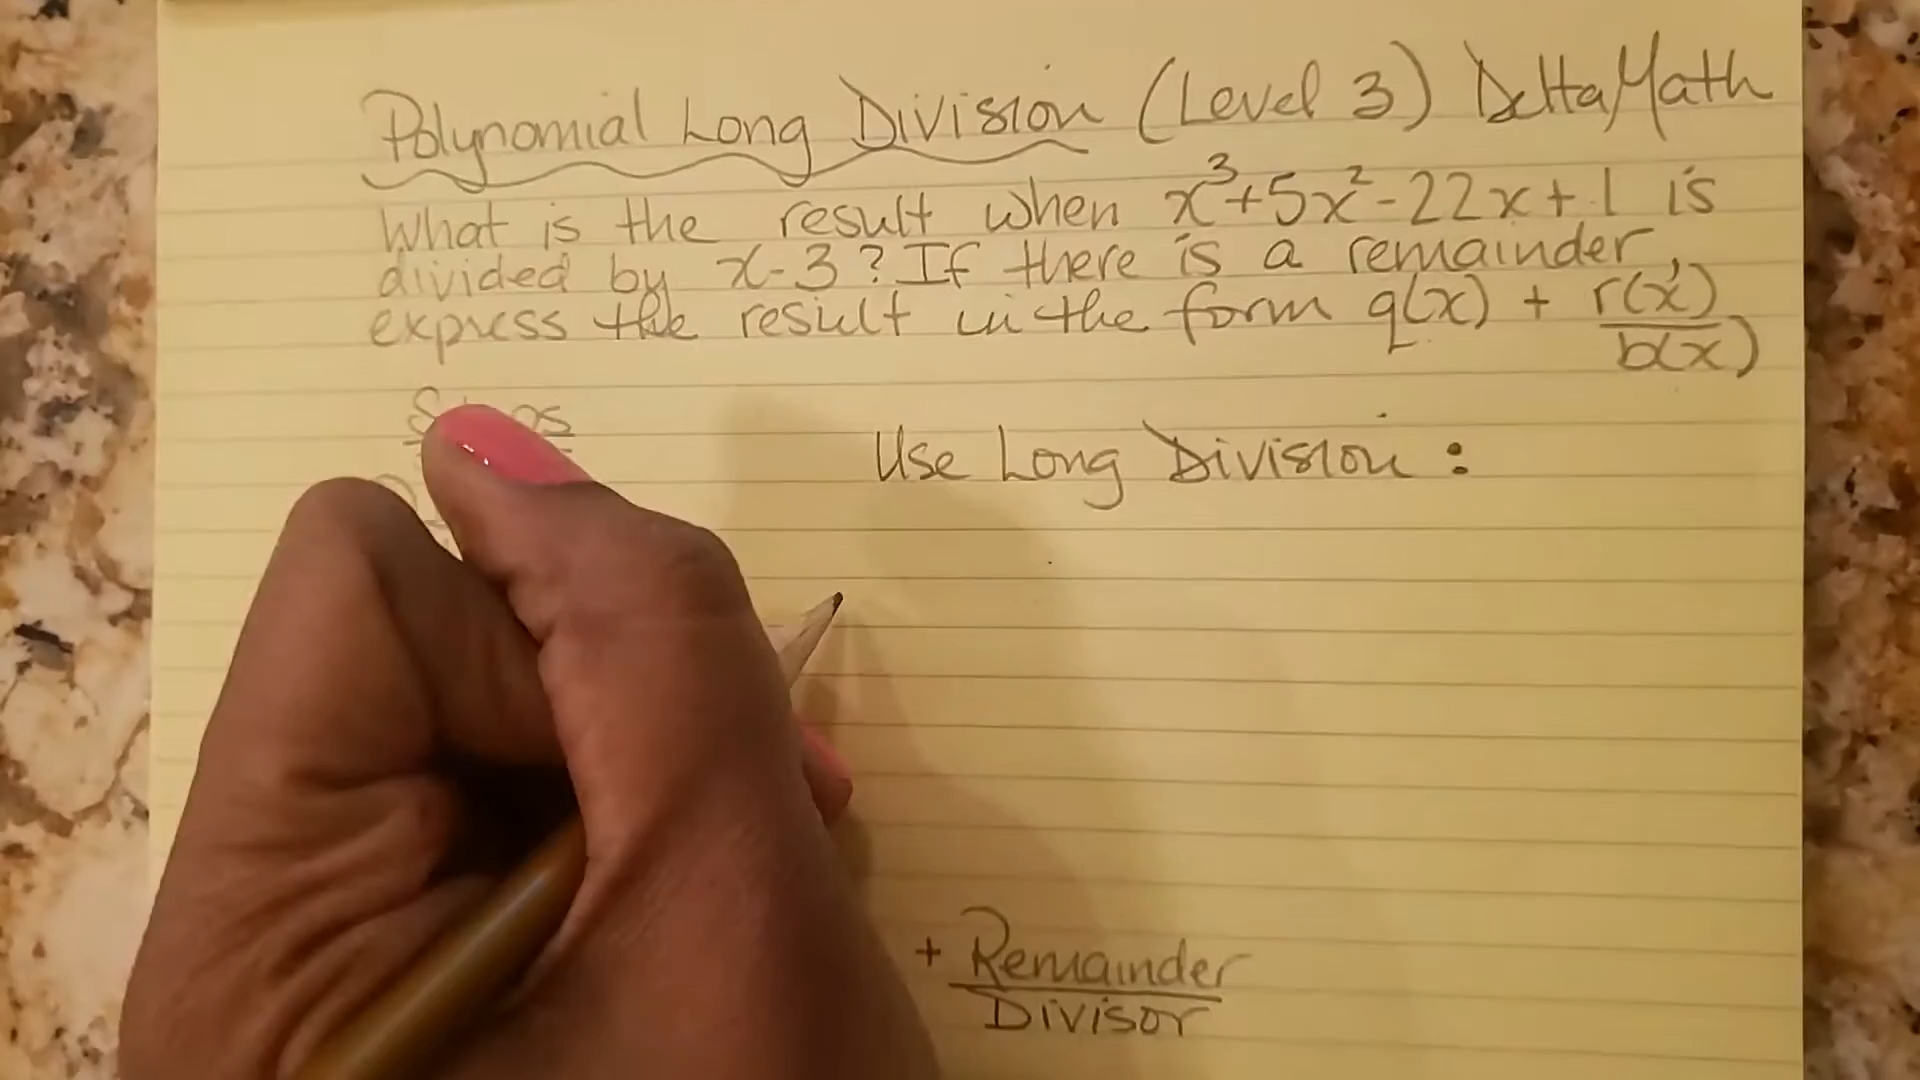 Polynomial Long Division (Level 3) DeltaMath
What is the result when x³+5x²-22x+1 is
divided by x-3? If there is a remainder,
express the result in the form q(x) + r(x)/b(x)
Use Long Division:
+ Remainder
Divisor